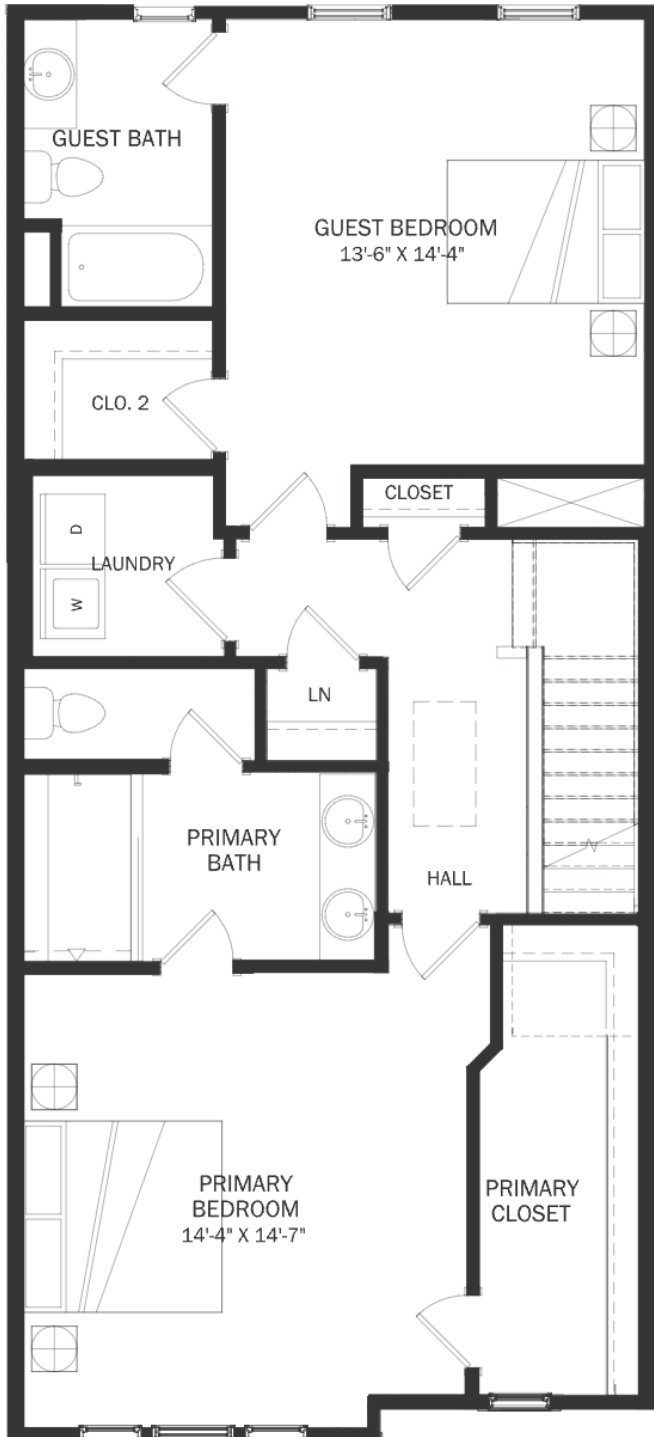 GUEST BATH
GUEST BEDROOM
13'-6" X 14'-4"
CLO. 2
CLOSET
D
LAUNDRY
W
LN
PRIMARY
BATH
HALL
PRIMARY
BEDROOM
14'-4" X 14'-7"
PRIMARY
CLOSET